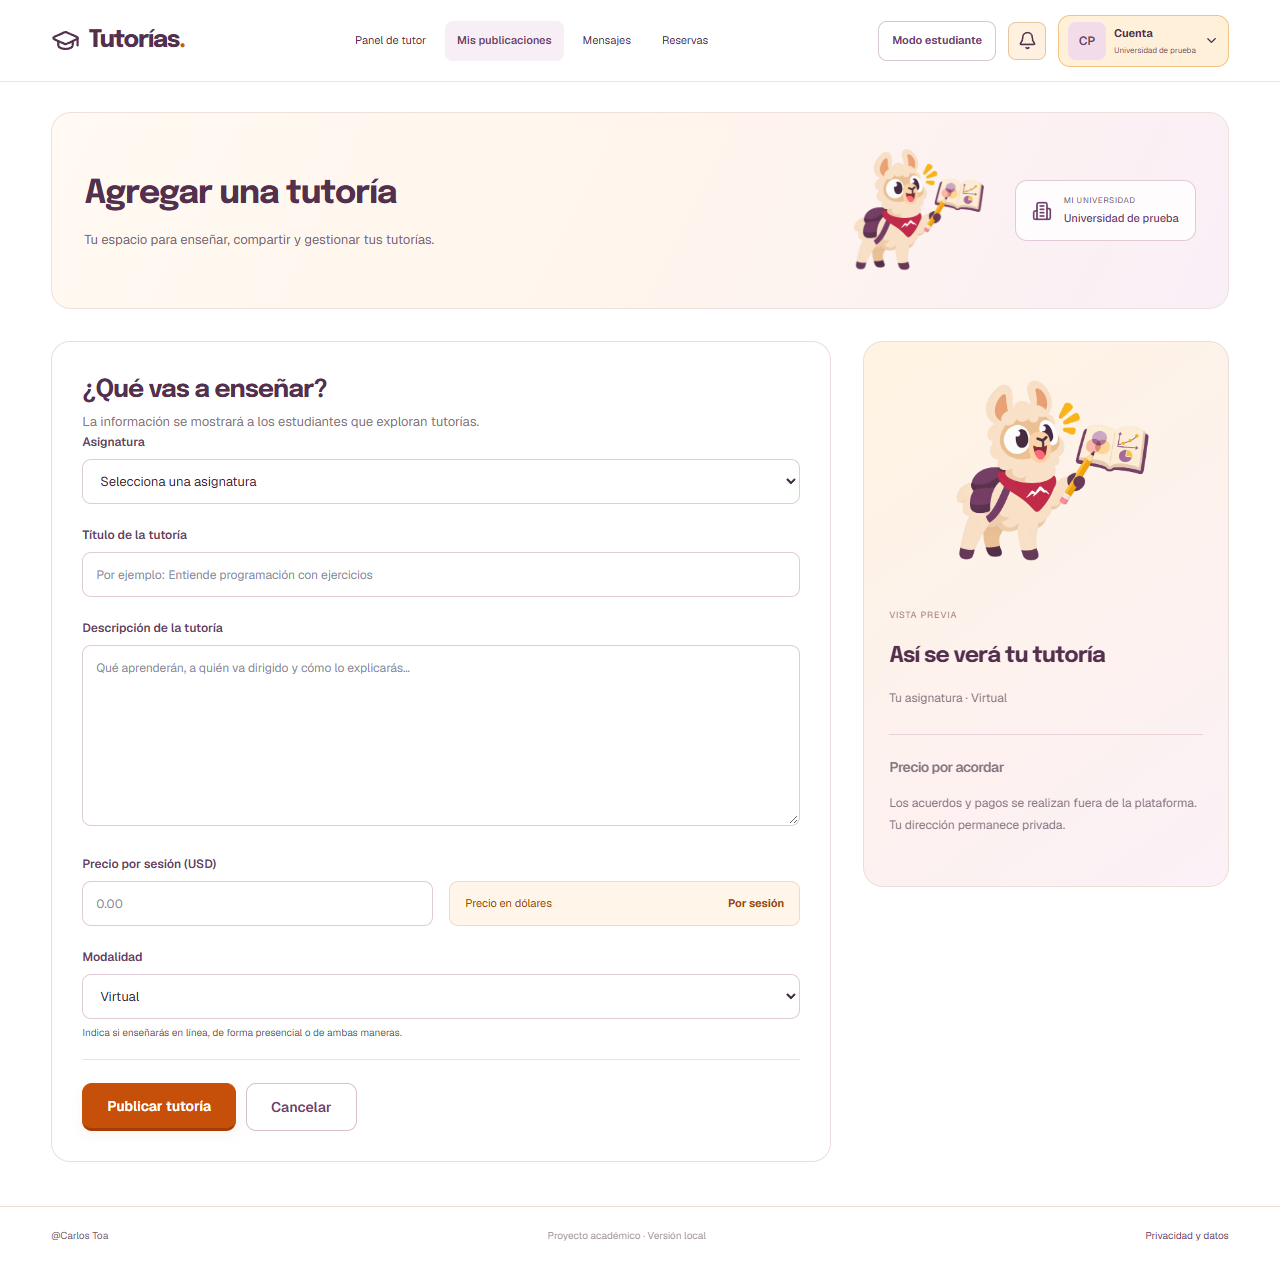 Tutorías.
Panel de tutor
Mis publicaciones
Mensajes
Reservas
Modo estudiante
CP
Cuenta
Universidad de prueba
Agregar una tutoría
Tu espacio para enseñar, compartir y gestionar tus tutorías.
MI UNIVERSIDAD
Universidad de prueba
¿Qué vas a enseñar?
La información se mostrará a los estudiantes que exploran tutorías.
Asignatura
Selecciona una asignatura
Título de la tutoría
Por ejemplo: Entiende programación con ejercicios
Descripción de la tutoría
Qué aprenderán, a quién va dirigido y cómo lo explicarás...
Precio por sesión (USD)
0.00
Precio en dólares
Por sesión
Modalidad
Virtual
Indica si enseñarás en línea, de forma presencial o de ambas maneras.
Publicar tutoría
Cancelar
VISTA PREVIA
Así se verá tu tutoría
Tu asignatura · Virtual
Precio por acordar
Los acuerdos y pagos se realizan fuera de la plataforma.
Tu dirección permanece privada.
@Carlos Toa
Proyecto académico · Versión local
Privacidad y datos